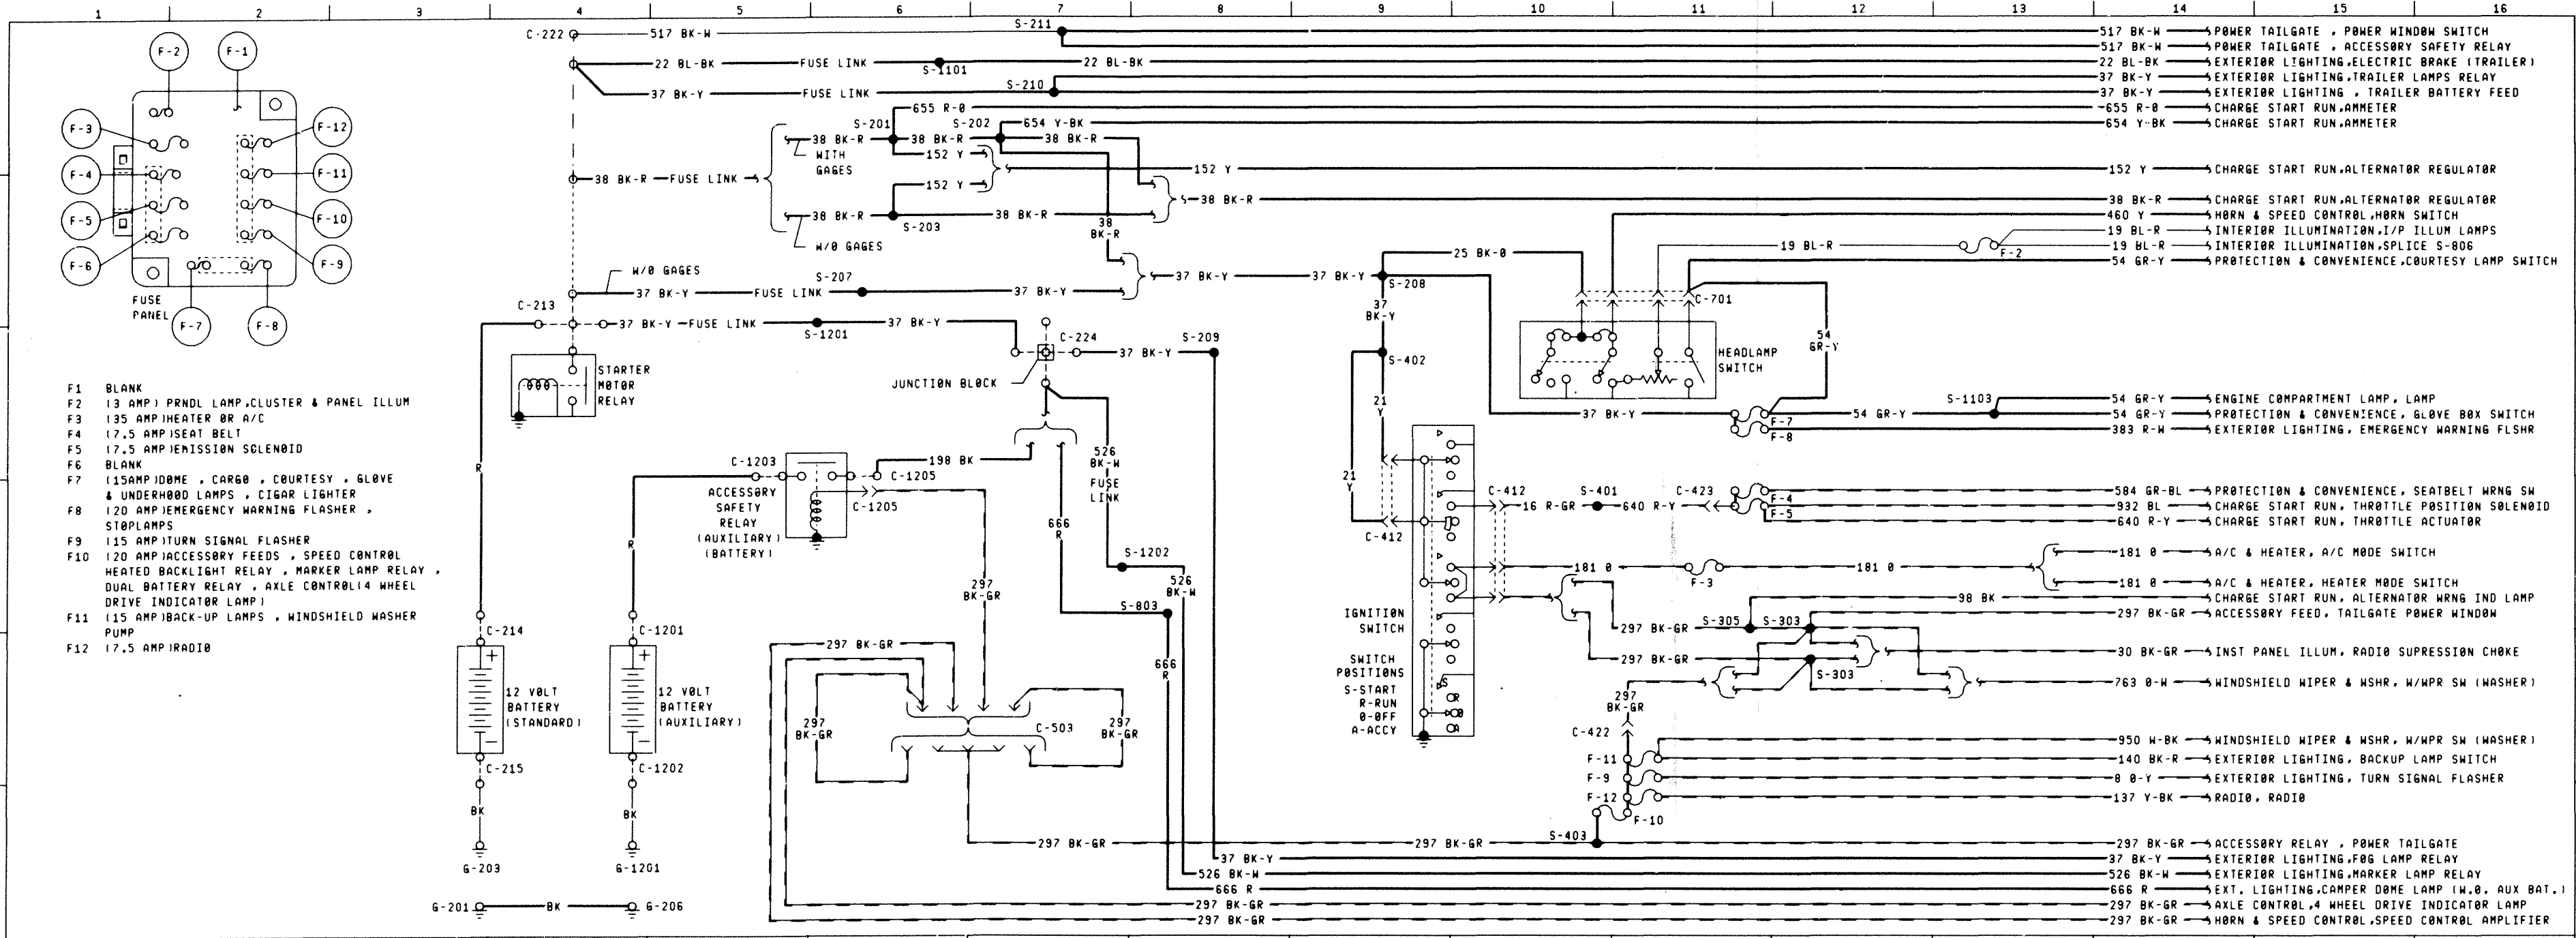 1 2 3 4 5 6 7 8 9 10 11 12 13 14 15 16
F-2 F-1
F-3 F-12
F-4 F-11
F-5 F-10
F-6 F-9
FUSE
PANEL
F-7 F-8
F1 BLANK
F2 (3 AMP) PRNDL LAMP,CLUSTER & PANEL ILLUM
F3 (35 AMP)HEATER OR A/C
F4 (7.5 AMP)SEAT BELT
F5 (7.5 AMP)EMISSION SOLENOID
F6 BLANK
F7 (15AMP)DOME , CARGO , COURTESY , GLOVE
& UNDERHOOD LAMPS , CIGAR LIGHTER
F8 (20 AMP)EMERGENCY WARNING FLASHER ,
STOPLAMPS
F9 (15 AMP)TURN SIGNAL FLASHER
F10 (20 AMP)ACCESSORY FEEDS , SPEED CONTROL
HEATED BACKLIGHT RELAY , MARKER LAMP RELAY ,
DUAL BATTERY RELAY , AXLE CONTROL(4 WHEEL
DRIVE INDICATOR LAMP)
F11 (15 AMP)BACK-UP LAMPS , WINDSHIELD WASHER
PUMP
F12 (7.5 AMP)RADIO
S-211
C-222 517 BK-W 517 BK-W POWER TAILGATE , POWER WINDOW SWITCH
517 BK-W POWER TAILGATE , ACCESSORY SAFETY RELAY
22 BL-BK FUSE LINK S-1101 22 BL-BK 22 BL-BK EXTERIOR LIGHTING,ELECTRIC BRAKE (TRAILER)
37 BK-Y EXTERIOR LIGHTING,TRAILER LAMPS RELAY
37 BK-Y FUSE LINK S-210 37 BK-Y EXTERIOR LIGHTING , TRAILER BATTERY FEED
655 R-O 655 R-O CHARGE START RUN,AMMETER
S-201 S-202 654 Y-BK 654 Y-BK CHARGE START RUN,AMMETER
38 BK-R 38 BK-R 38 BK-R
WITH
GAGES
152 Y
152 Y 152 Y CHARGE START RUN,ALTERNATOR REGULATOR
38 BK-R FUSE LINK
152 Y
38 BK-R 38 BK-R CHARGE START RUN,ALTERNATOR REGULATOR
38 BK-R 38 BK-R
S-203
W/O GAGES
38
BK-R
460 Y HORN & SPEED CONTROL,HORN SWITCH
19 BL-R INTERIOR ILLUMINATION,I/P ILLUM LAMPS
19 BL-R F-2 19 BL-R INTERIOR ILLUMINATION,SPLICE S-806
25 BK-O
54 GR-Y PROTECTION & CONVENIENCE,COURTESY LAMP SWITCH
W/O GAGES
S-207
37 BK-Y FUSE LINK 37 BK-Y
37 BK-Y 37 BK-Y
S-208
C-701
37
BK-Y
C-213
37 BK-Y FUSE LINK S-1201 37 BK-Y
C-224
37 BK-Y
S-209
S-402
JUNCTION BLOCK
STARTER
MOTOR
RELAY
HEADLAMP
SWITCH
54
GR-Y
21
Y
37 BK-Y F-7 54 GR-Y
F-8
S-1103
54 GR-Y ENGINE COMPARTMENT LAMP, LAMP
54 GR-Y PROTECTION & CONVENIENCE, GLOVE BOX SWITCH
383 R-W EXTERIOR LIGHTING, EMERGENCY WARNING FLSHR
R
R
C-1203
198 BK
C-1205
C-1205
ACCESSORY
SAFETY
RELAY
(AUXILIARY)
(BATTERY)
526
BK-W
FUSE
LINK
666
R
297
BK-GR
S-1202
526
BK-W
S-803
666
R
21
Y
C-412
C-412 S-401 C-423
16 R-GR 640 R-Y
F-4
F-5
584 GR-BL PROTECTION & CONVENIENCE, SEATBELT WRNG SW
932 BL CHARGE START RUN, THROTTLE POSITION SOLENOID
640 R-Y CHARGE START RUN, THROTTLE ACTUATOR
181 O F-3 181 O
181 O A/C & HEATER, A/C MODE SWITCH
181 O A/C & HEATER, HEATER MODE SWITCH
98 BK CHARGE START RUN, ALTERNATOR WRNG IND LAMP
297 BK-GR ACCESSORY FEED, TAILGATE POWER WINDOW
IGNITION
SWITCH
SWITCH
POSITIONS
S-START
R-RUN
O-OFF
A-ACCY
S
R
O
A
297 BK-GR S-305 S-303
297 BK-GR
S-303
30 BK-GR INST PANEL ILLUM, RADIO SUPRESSION CHOKE
763 O-W WINDSHIELD WIPER & WSHR, W/WPR SW (WASHER)
297
BK-GR
C-422
F-11
F-9
F-12
F-10
950 W-BK WINDSHIELD WIPER & WSHR, W/WPR SW (WASHER)
140 BK-R EXTERIOR LIGHTING, BACKUP LAMP SWITCH
8 O-Y EXTERIOR LIGHTING, TURN SIGNAL FLASHER
137 Y-BK RADIO, RADIO
C-214
+
12 VOLT
BATTERY
(STANDARD)
-
C-215
BK
G-203
C-1201
+
12 VOLT
BATTERY
(AUXILIARY)
-
C-1202
BK
G-1201
G-201 BK G-206
297 BK-GR
297
BK-GR
C-503
297
BK-GR
297 BK-GR 297 BK-GR S-403 297 BK-GR ACCESSORY RELAY , POWER TAILGATE
37 BK-Y 37 BK-Y EXTERIOR LIGHTING,FOG LAMP RELAY
526 BK-W 526 BK-W EXTERIOR LIGHTING,MARKER LAMP RELAY
666 R 666 R EXT. LIGHTING,CAMPER DOME LAMP (W.O. AUX BAT.)
297 BK-GR 297 BK-GR AXLE CONTROL,4 WHEEL DRIVE INDICATOR LAMP
297 BK-GR 297 BK-GR HORN & SPEED CONTROL,SPEED CONTROL AMPLIFIER